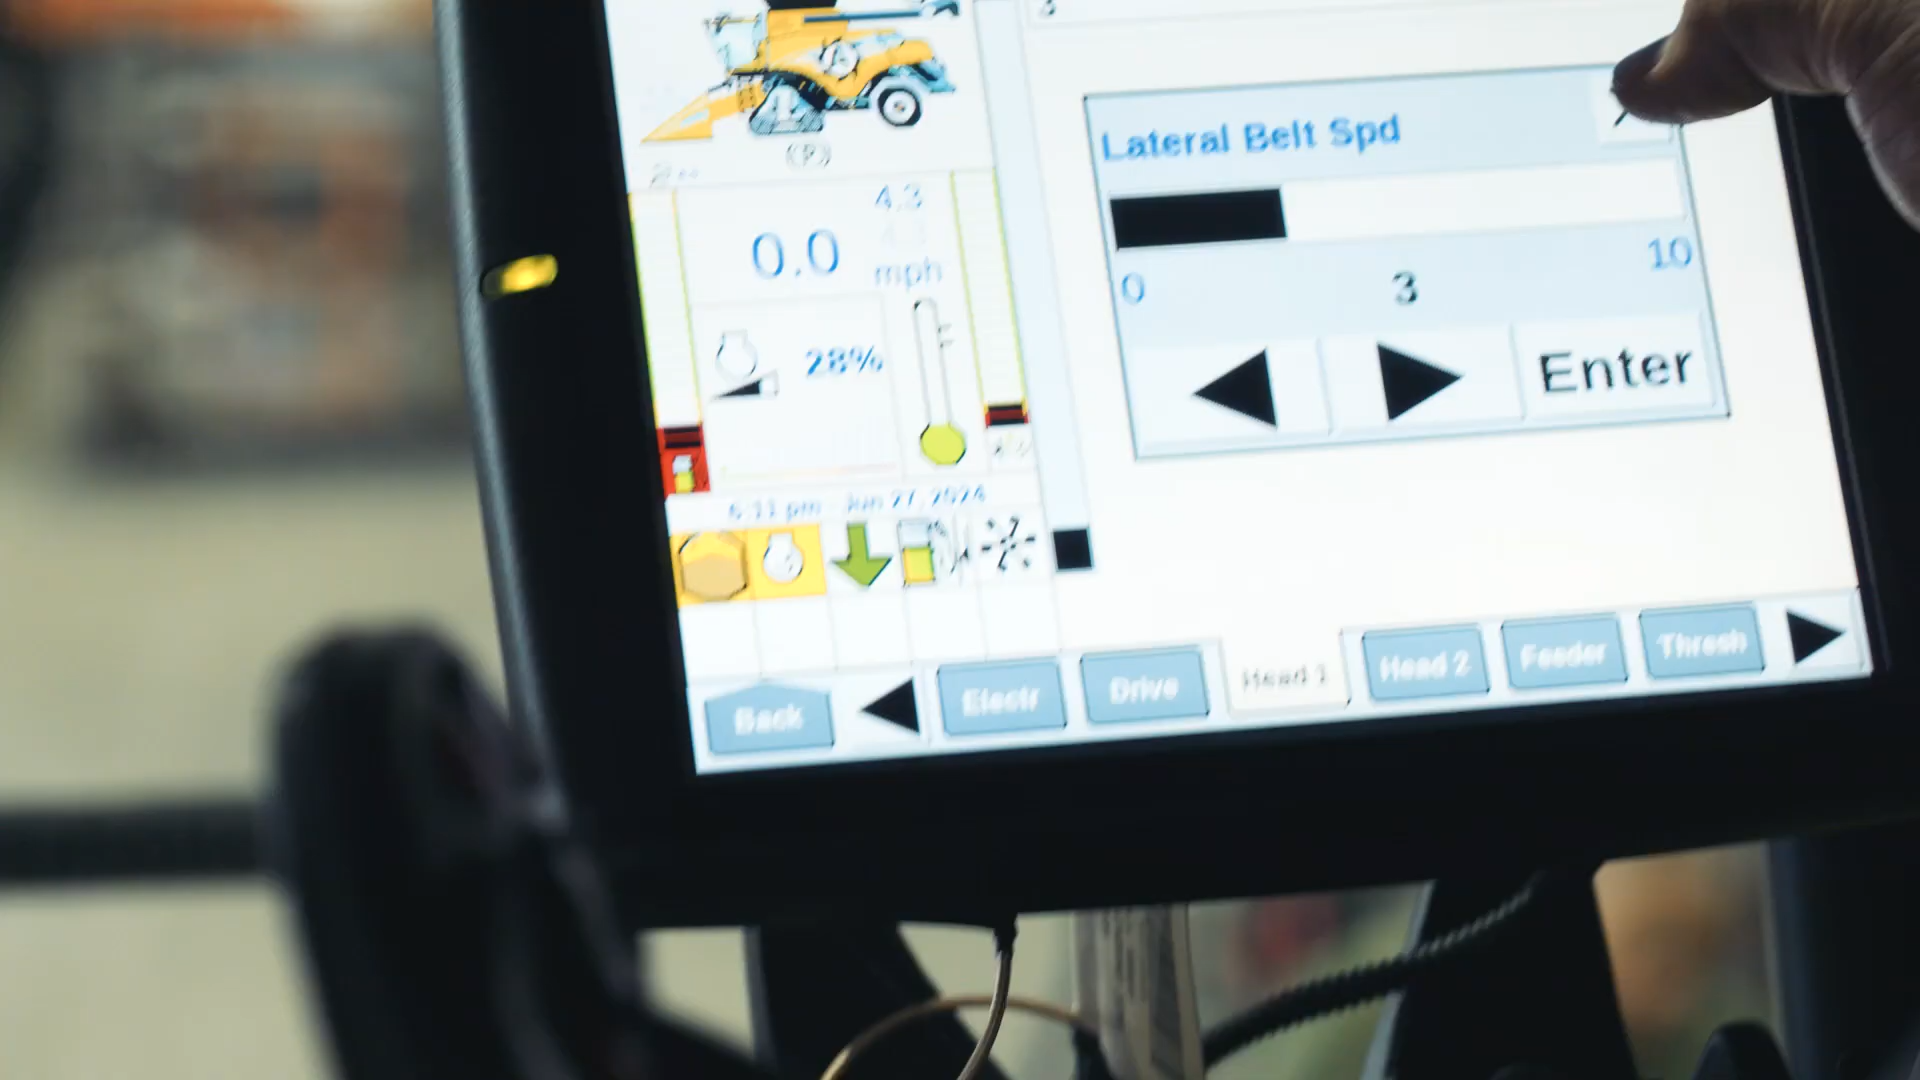 (P)
4.3
0.0
mph
28%
6:11 pm Jun 27, 2024
Lateral Belt Spd
0
3
10
Enter
Back
Electr
Drive
Head 1
Head 2
Feeder
Thresh